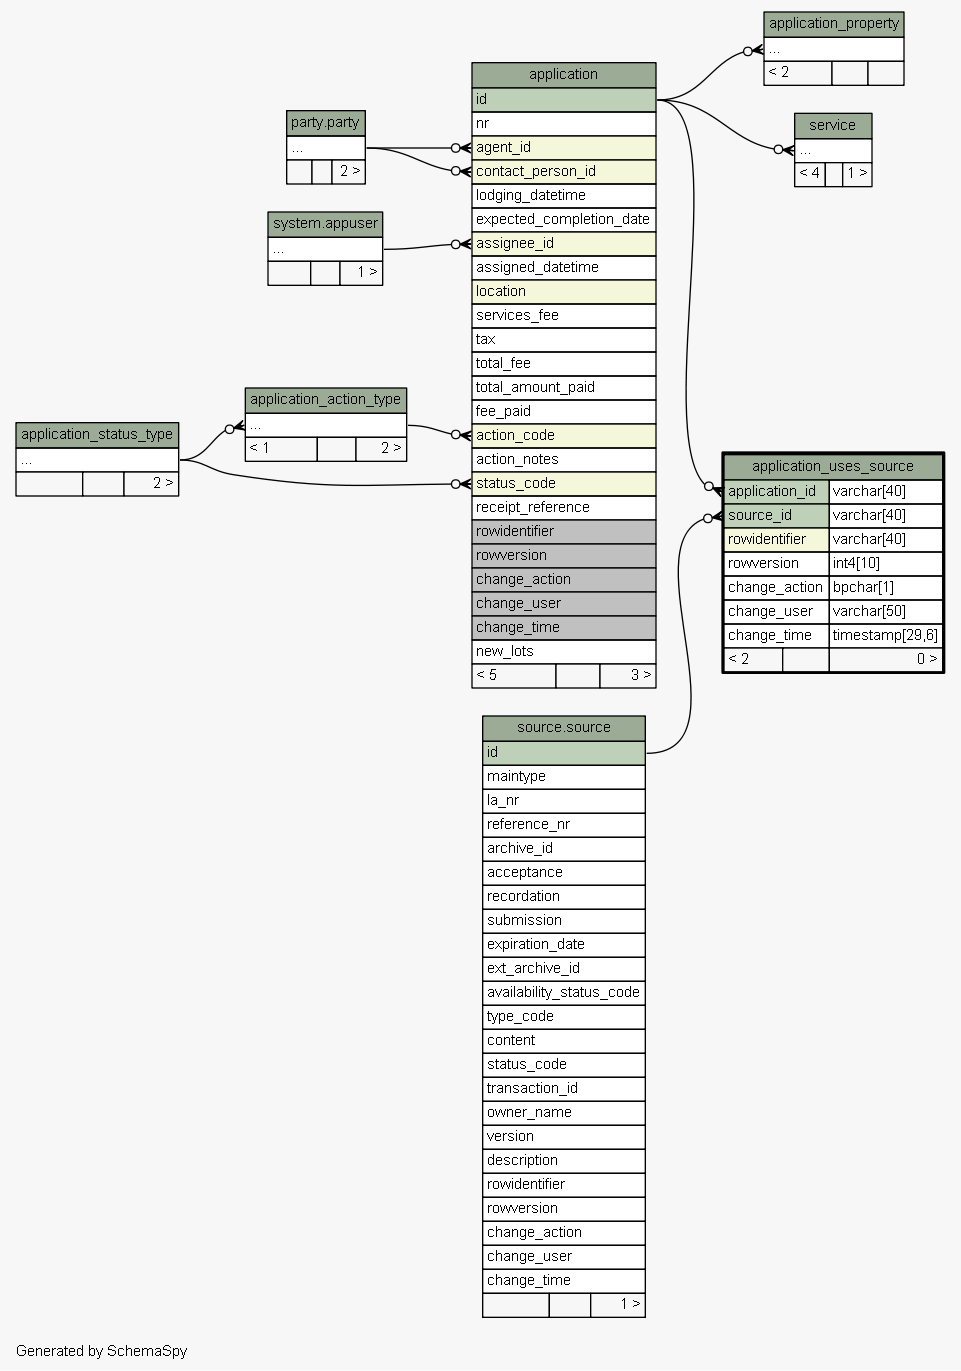 application_property
...
< 2
service
...
< 4 1 >
application
id
nr
agent_id
contact_person_id
lodging_datetime
expected_completion_date
assignee_id
assigned_datetime
location
services_fee
tax
total_fee
total_amount_paid
fee_paid
action_code
action_notes
status_code
receipt_reference
rowidentifier
rowversion
change_action
change_user
change_time
new_lots
< 5 3 >
party.party
...
2 >
system.appuser
...
1 >
application_action_type
...
< 1 2 >
application_status_type
...
2 >
application_uses_source
application_id varchar[40]
source_id varchar[40]
rowidentifier varchar[40]
rowversion int4[10]
change_action bpchar[1]
change_user varchar[50]
change_time timestamp[29,6]
< 2 0 >
source.source
id
maintype
la_nr
reference_nr
archive_id
acceptance
recordation
submission
expiration_date
ext_archive_id
availability_status_code
type_code
content
status_code
transaction_id
owner_name
version
description
rowidentifier
rowversion
change_action
change_user
change_time
1 >
Generated by SchemaSpy